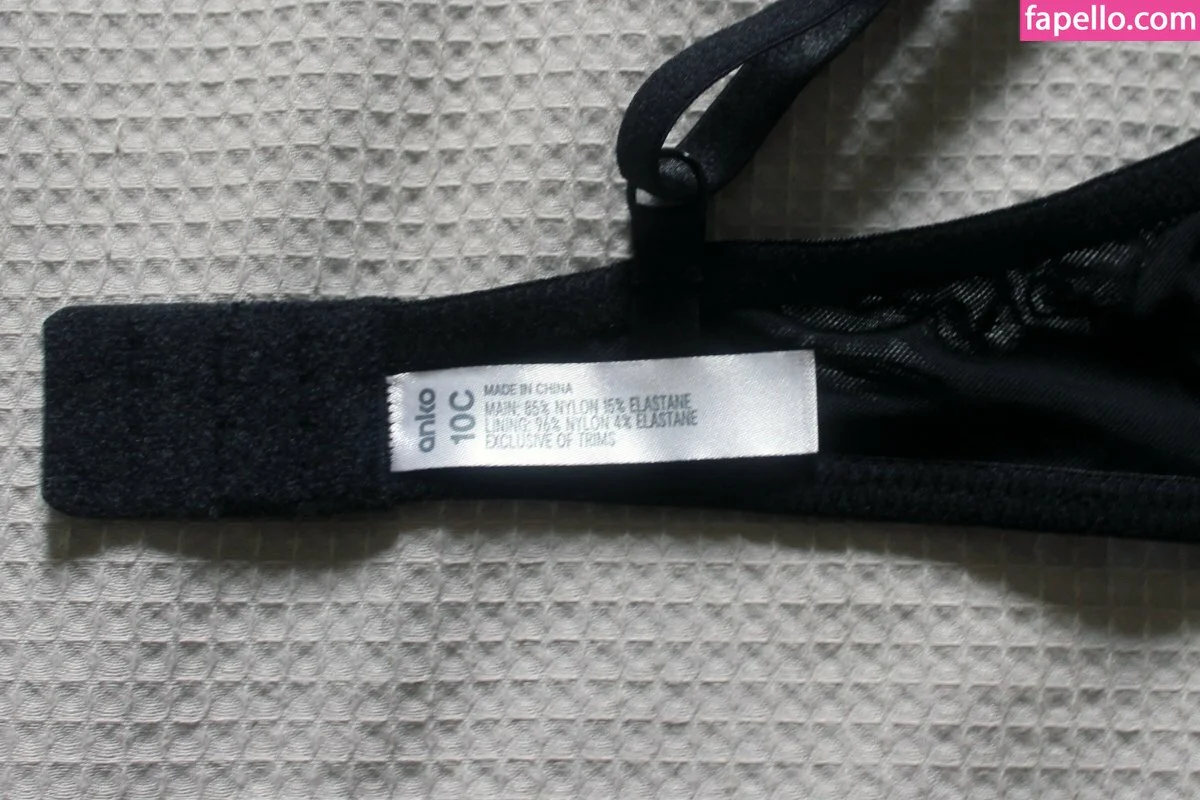 fapello.com
anko
10C
MADE IN CHINA
MAIN: 85% NYLON 15% ELASTANE
LINING: 96% NYLON 4% ELASTANE
EXCLUSIVE OF TRIMS